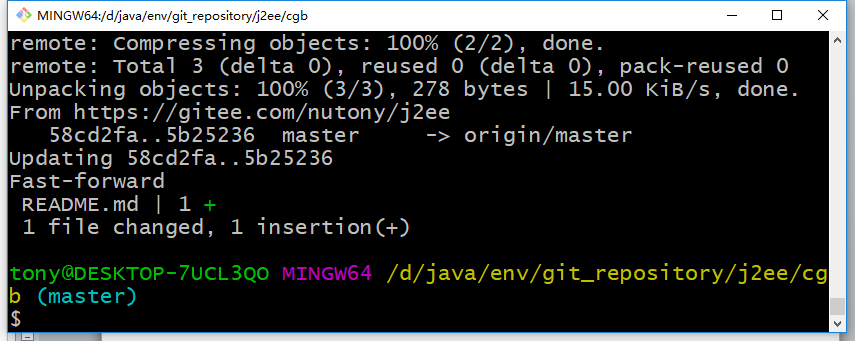 MINGW64:/d/java/env/git_repository/j2ee/cgb
remote: Compressing objects: 100% (2/2), done.
remote: Total 3 (delta 0), reused 0 (delta 0), pack-reused 0
Unpacking objects: 100% (3/3), 278 bytes | 15.00 KiB/s, done.
From https://gitee.com/nutony/j2ee
   58cd2fa..5b25236  master     -> origin/master
Updating 58cd2fa..5b25236
Fast-forward
 README.md | 1 +
 1 file changed, 1 insertion(+)
tony@DESKTOP-7UCL3QO MINGW64 /d/java/env/git_repository/j2ee/cg
b (master)
$